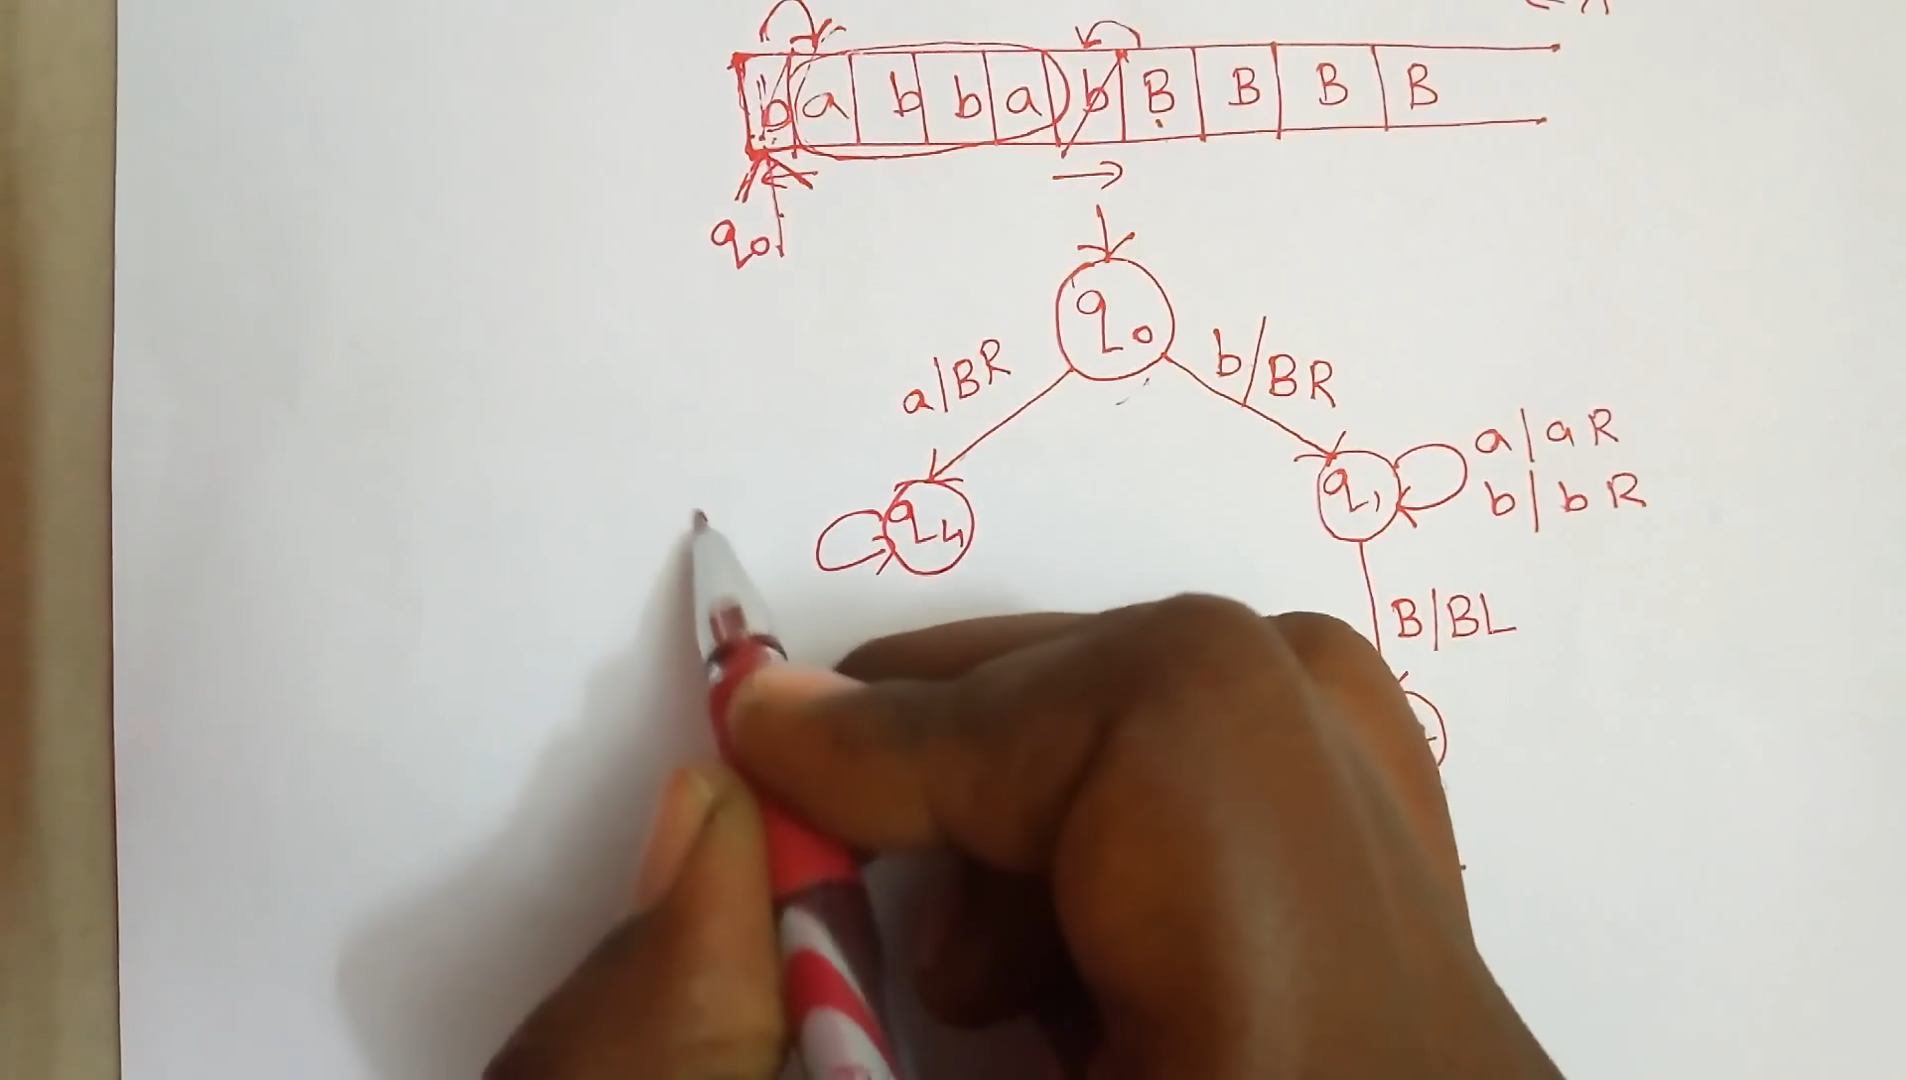 b a b b a b B B B B
q0
q0
a/BR
b/BR
q4
q1
a/aR
b/bR
B/BL